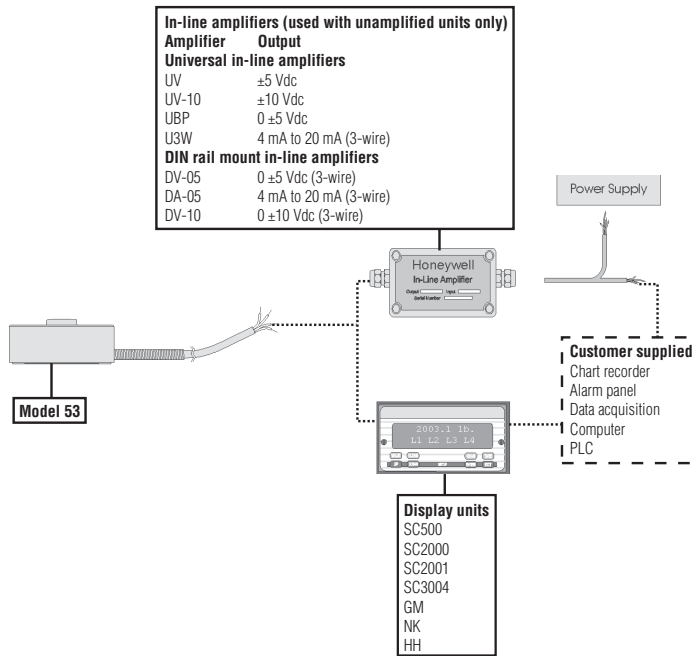 In-line amplifiers (used with unamplified units only)
Amplifier Output
Universal in-line amplifiers
UV ±5 Vdc
UV-10 ±10 Vdc
UBP 0 ±5 Vdc
U3W 4 mA to 20 mA (3-wire)
DIN rail mount in-line amplifiers
DV-05 0 ±5 Vdc (3-wire)
DA-05 4 mA to 20 mA (3-wire)
DV-10 0 ±10 Vdc (3-wire)
Power Supply
Honeywell
In-Line Amplifier
Output Input
Serial Number
Model 53
Customer supplied
Chart recorder
Alarm panel
Data acquisition
Computer
PLC
2003.1 lb.
L1 L2 L3 L4
Display units
SC500
SC2000
SC2001
SC3004
GM
NK
HH